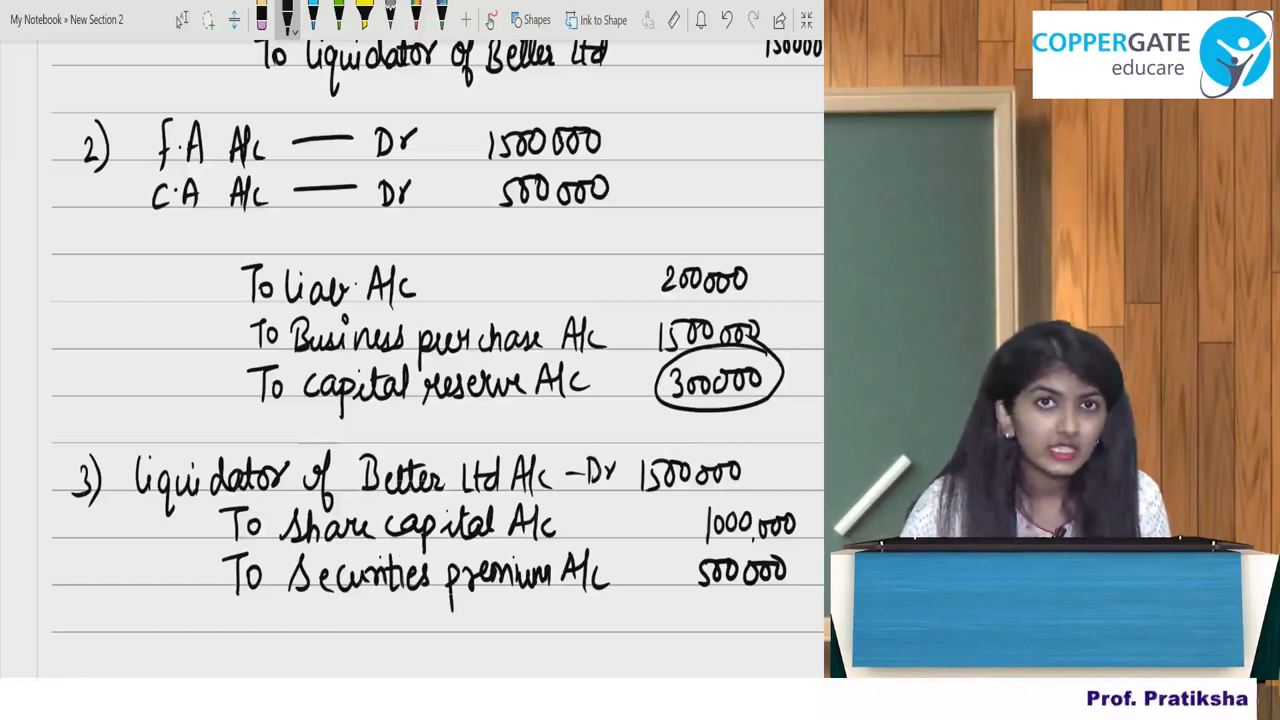 My Notebook » New Section 2
Shapes
Ink to Shape
COPPERGATE
educare
To Liquidator of Better Ltd 1500000
2) F.A A/c — Dr 1500000
C.A A/c — Dr 500000
To Liab. A/c 200000
To Business purchase A/c 1500000
To capital reserve A/c 300000
3) Liquidator of Better Ltd A/c - Dr 1500000
To Share capital A/c 1000,000
To Securities premium A/c 500000
Prof. Pratiksha